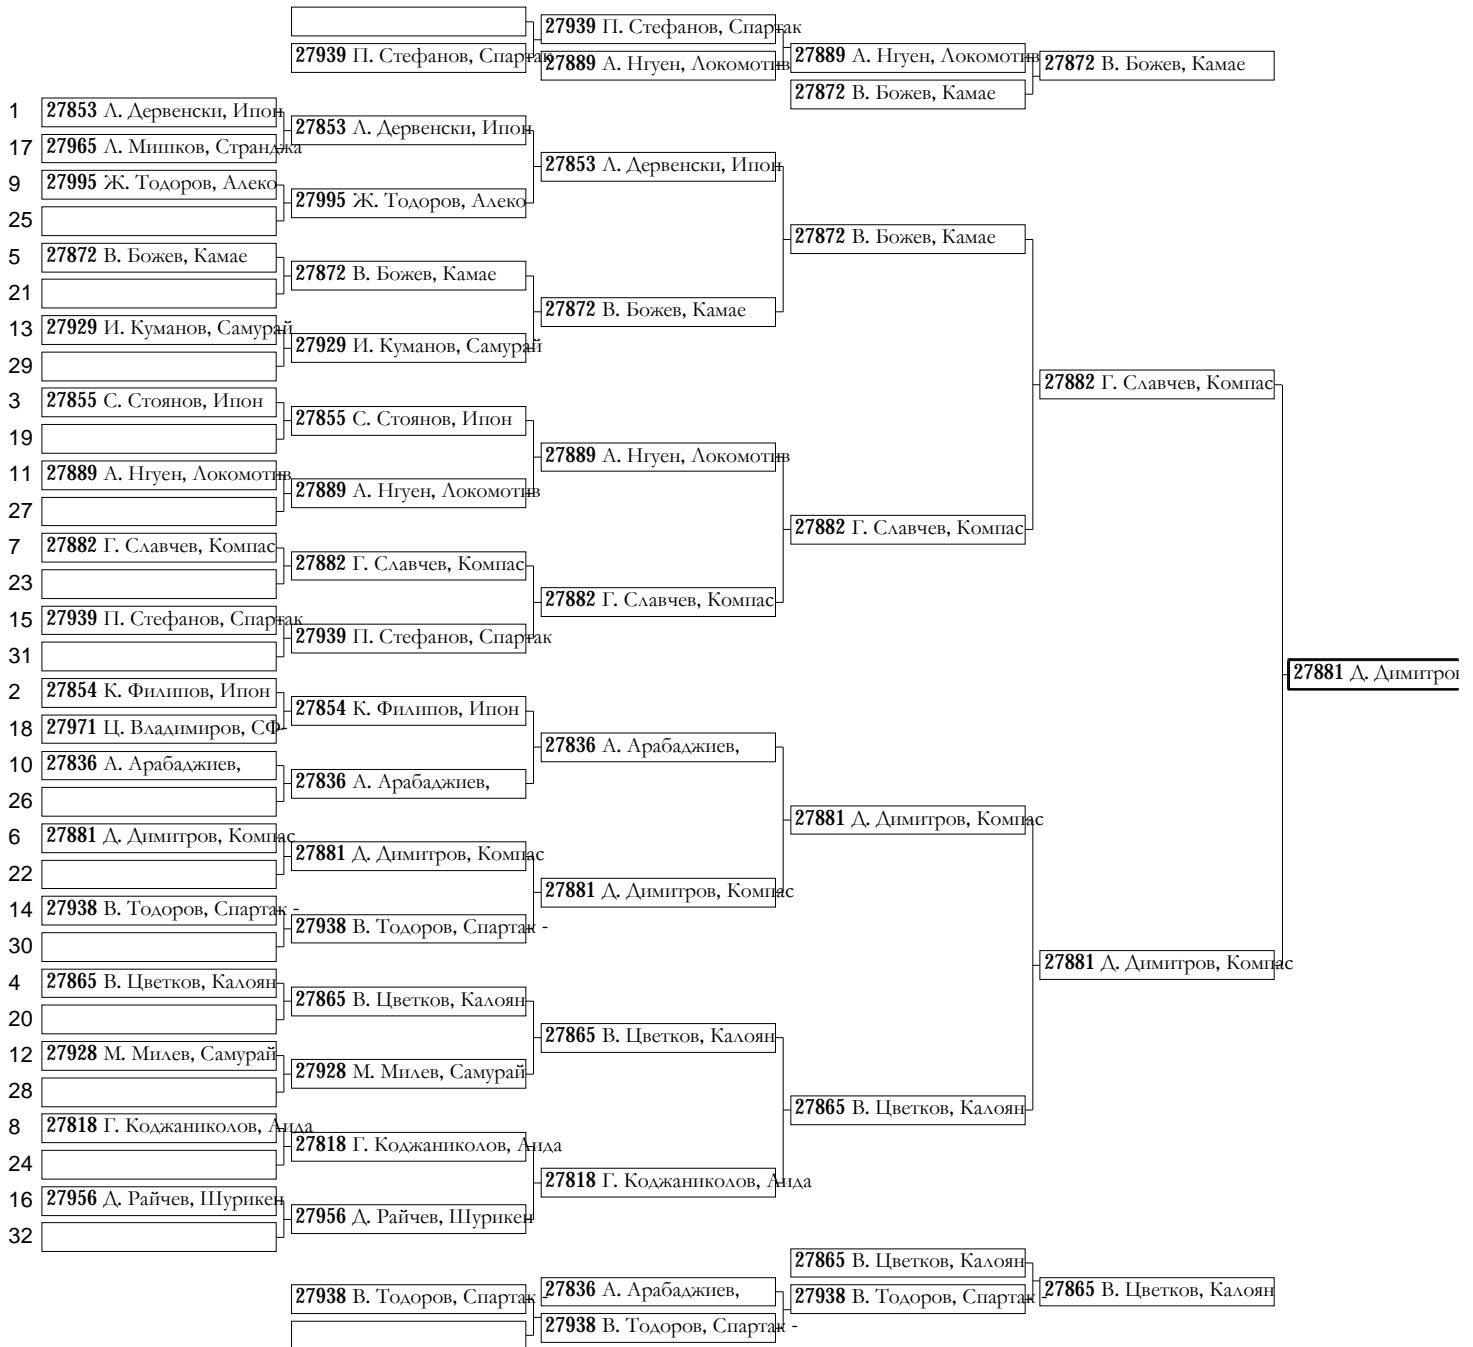 27939 П. Стефанов, Спартак
27939 П. Стефанов, Спартак
27889 А. Нгуен, Локомотив
27889 А. Нгуен, Локомотив
27872 В. Божев, Камае
27872 В. Божев, Камае
1 27853 Л. Дервенски, Ипон
27853 Л. Дервенски, Ипон
17 27965 Л. Мишков, Странджа
27853 Л. Дервенски, Ипон
9 27995 Ж. Тодоров, Алеко
27995 Ж. Тодоров, Алеко
25
27872 В. Божев, Камае
5 27872 В. Божев, Камае
27872 В. Божев, Камае
21
27872 В. Божев, Камае
13 27929 И. Куманов, Самурай
27929 И. Куманов, Самурай
29
27882 Г. Славчев, Компас
3 27855 С. Стоянов, Ипон
27855 С. Стоянов, Ипон
19
27889 А. Нгуен, Локомотив
11 27889 А. Нгуен, Локомотив
27889 А. Нгуен, Локомотив
27
27882 Г. Славчев, Компас
7 27882 Г. Славчев, Компас
27882 Г. Славчев, Компас
23
27882 Г. Славчев, Компас
15 27939 П. Стефанов, Спартак
27939 П. Стефанов, Спартак
31
27881 Д. Димитров
2 27854 К. Филипов, Ипон
27854 К. Филипов, Ипон
18 27971 Ц. Владимиров, СФ-
27836 А. Арабаджиев,
10 27836 А. Арабаджиев,
27836 А. Арабаджиев,
26
27881 Д. Димитров, Компас
6 27881 Д. Димитров, Компас
27881 Д. Димитров, Компас
22
27881 Д. Димитров, Компас
14 27938 В. Тодоров, Спартак -
27938 В. Тодоров, Спартак -
30
27881 Д. Димитров, Компас
4 27865 В. Цветков, Калоян
27865 В. Цветков, Калоян
20
27865 В. Цветков, Калоян
12 27928 М. Милев, Самурай
27928 М. Милев, Самурай
28
27865 В. Цветков, Калоян
8 27818 Г. Коджаниколов, Аида
27818 Г. Коджаниколов, Аида
24
27818 Г. Коджаниколов, Аида
16 27956 Д. Райчев, Шурикен
27956 Д. Райчев, Шурикен
32
27865 В. Цветков, Калоян
27938 В. Тодоров, Спартак -
27836 А. Арабаджиев,
27938 В. Тодоров, Спартак -
27865 В. Цветков, Калоян
27938 В. Тодоров, Спартак -